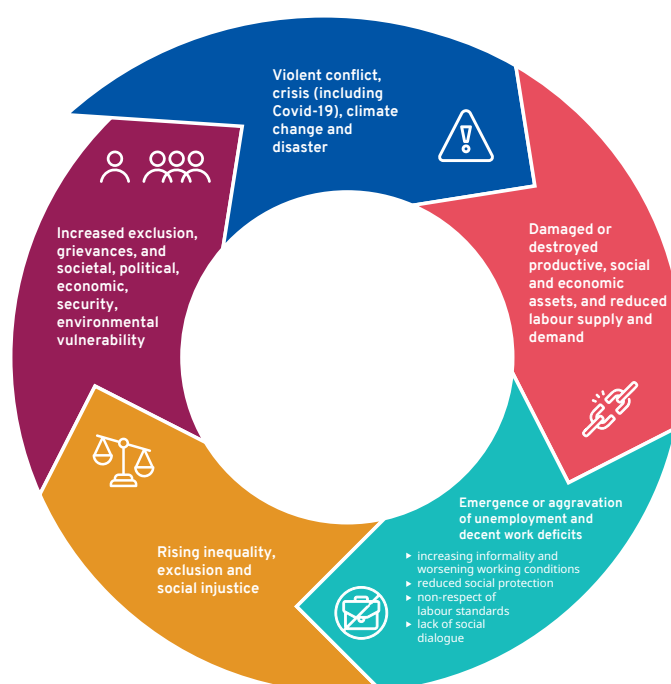 Violent conflict,
crisis (including
Covid-19), climate
change and
disaster
Damaged or
destroyed
productive, social
and economic
assets, and reduced
labour supply and
demand
Emergence or aggravation
of unemployment and
decent work deficits
▸ increasing informality and
worsening working conditions
▸ reduced social protection
▸ non-respect of
labour standards
▸ lack of social
dialogue
Rising inequality,
exclusion and
social injustice
Increased exclusion,
grievances, and
societal, political,
economic,
security,
environmental
vulnerability